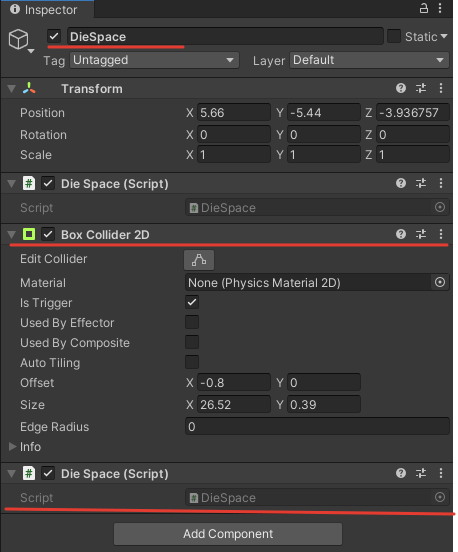 Inspector
DieSpace Static
Tag Untagged Layer Default
Transform
Position X 5.66 Y -5.44 Z -3.936757
Rotation X 0 Y 0 Z 0
Scale X 1 Y 1 Z 1
# Die Space (Script)
Script # DieSpace
Box Collider 2D
Edit Collider
Material None (Physics Material 2D)
Is Trigger
Used By Effector
Used By Composite
Auto Tiling
Offset X -0.8 Y 0
Size X 26.52 Y 0.39
Edge Radius 0
Info
# Die Space (Script)
Script # DieSpace
Add Component